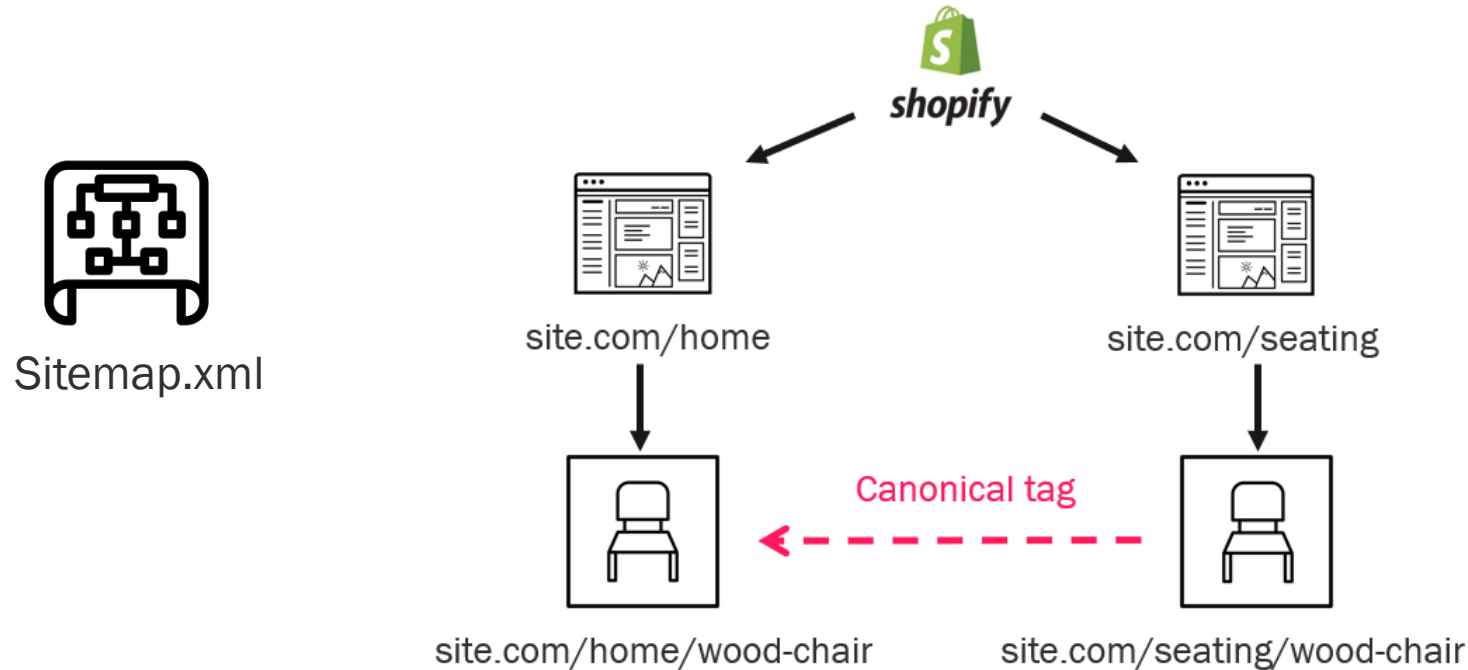 shopify
site.com/home
site.com/seating
Sitemap.xml
Canonical tag
site.com/home/wood-chair
site.com/seating/wood-chair